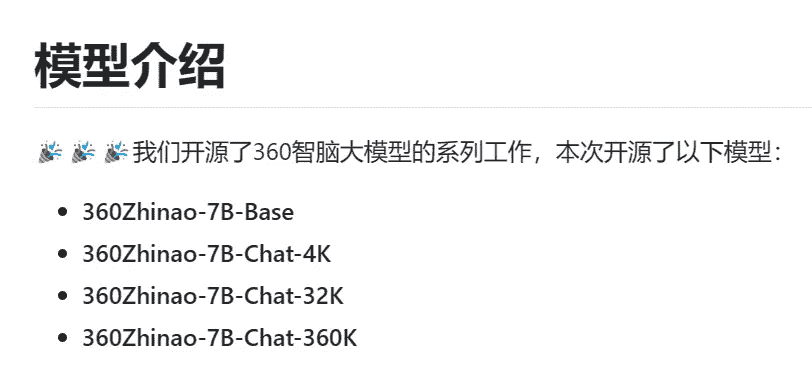 模型介绍
🎉🎉🎉我们开源了360智脑大模型的系列工作，本次开源了以下模型：
• 360Zhinao-7B-Base
• 360Zhinao-7B-Chat-4K
• 360Zhinao-7B-Chat-32K
• 360Zhinao-7B-Chat-360K